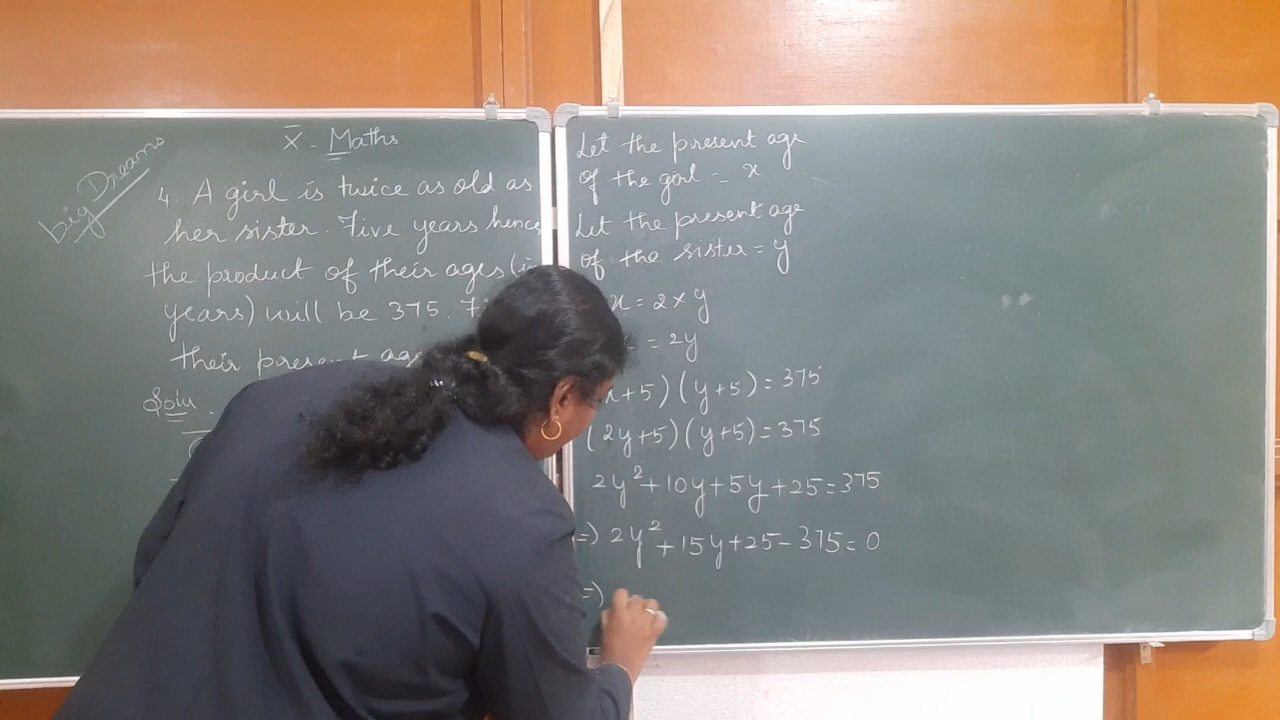 big Dreams
X - Maths
4. A girl is twice as old as
her sister. Five years hence
the product of their ages (in
years) will be 375.
their present
Soln.
Let the present age
of the girl = x
Let the present age
of the sister = y
x = 2 × y
= 2y
x+5)(y+5) = 375
(2y+5)(y+5) = 375
2y²+10y+5y+25 = 375
=) 2y²+15y+25-375 = 0
=)